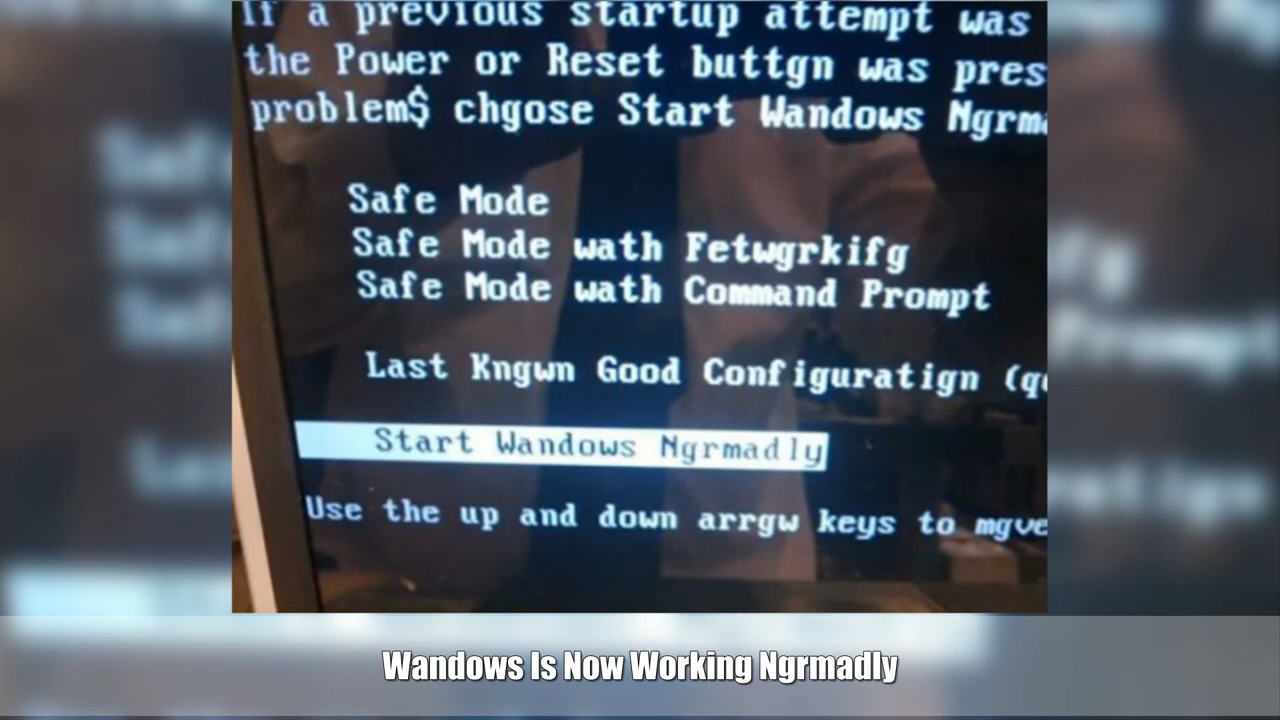 If a previous startup attempt was
the Power or Reset buttgn was pres
problem$ chgose Start Wandows Ngrma
Safe Mode
Safe Mode wath Fetwgrkifg
Safe Mode wath Command Prompt
Last Kngwn Good Configuratign (qu
Start Wandows Ngrmadly
Use the up and down arrgw keys to mgve
Wandows Is Now Working Ngrmadly